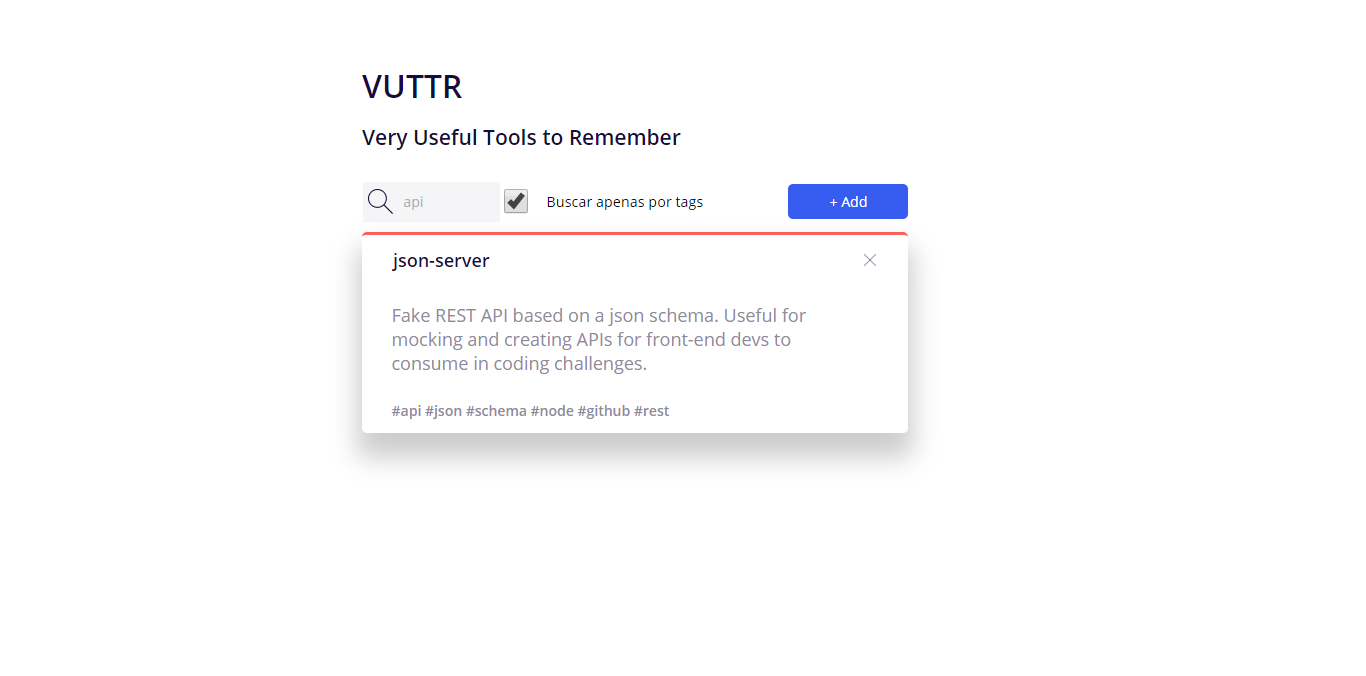 VUTTR
Very Useful Tools to Remember
api
Buscar apenas por tags
+ Add
json-server
Fake REST API based on a json schema. Useful for
mocking and creating APIs for front-end devs to
consume in coding challenges.
#api #json #schema #node #github #rest